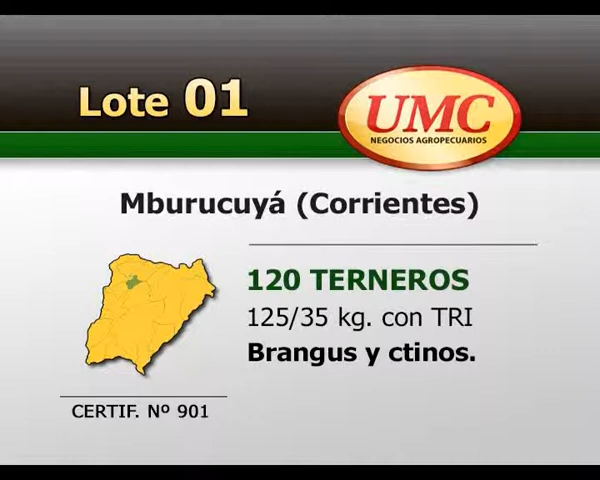 Lote 01
UMC
NEGOCIOS AGROPECUARIOS
Mburucuyá (Corrientes)
120 TERNEROS
125/35 kg. con TRI
Brangus y ctinos.
CERTIF. Nº 901